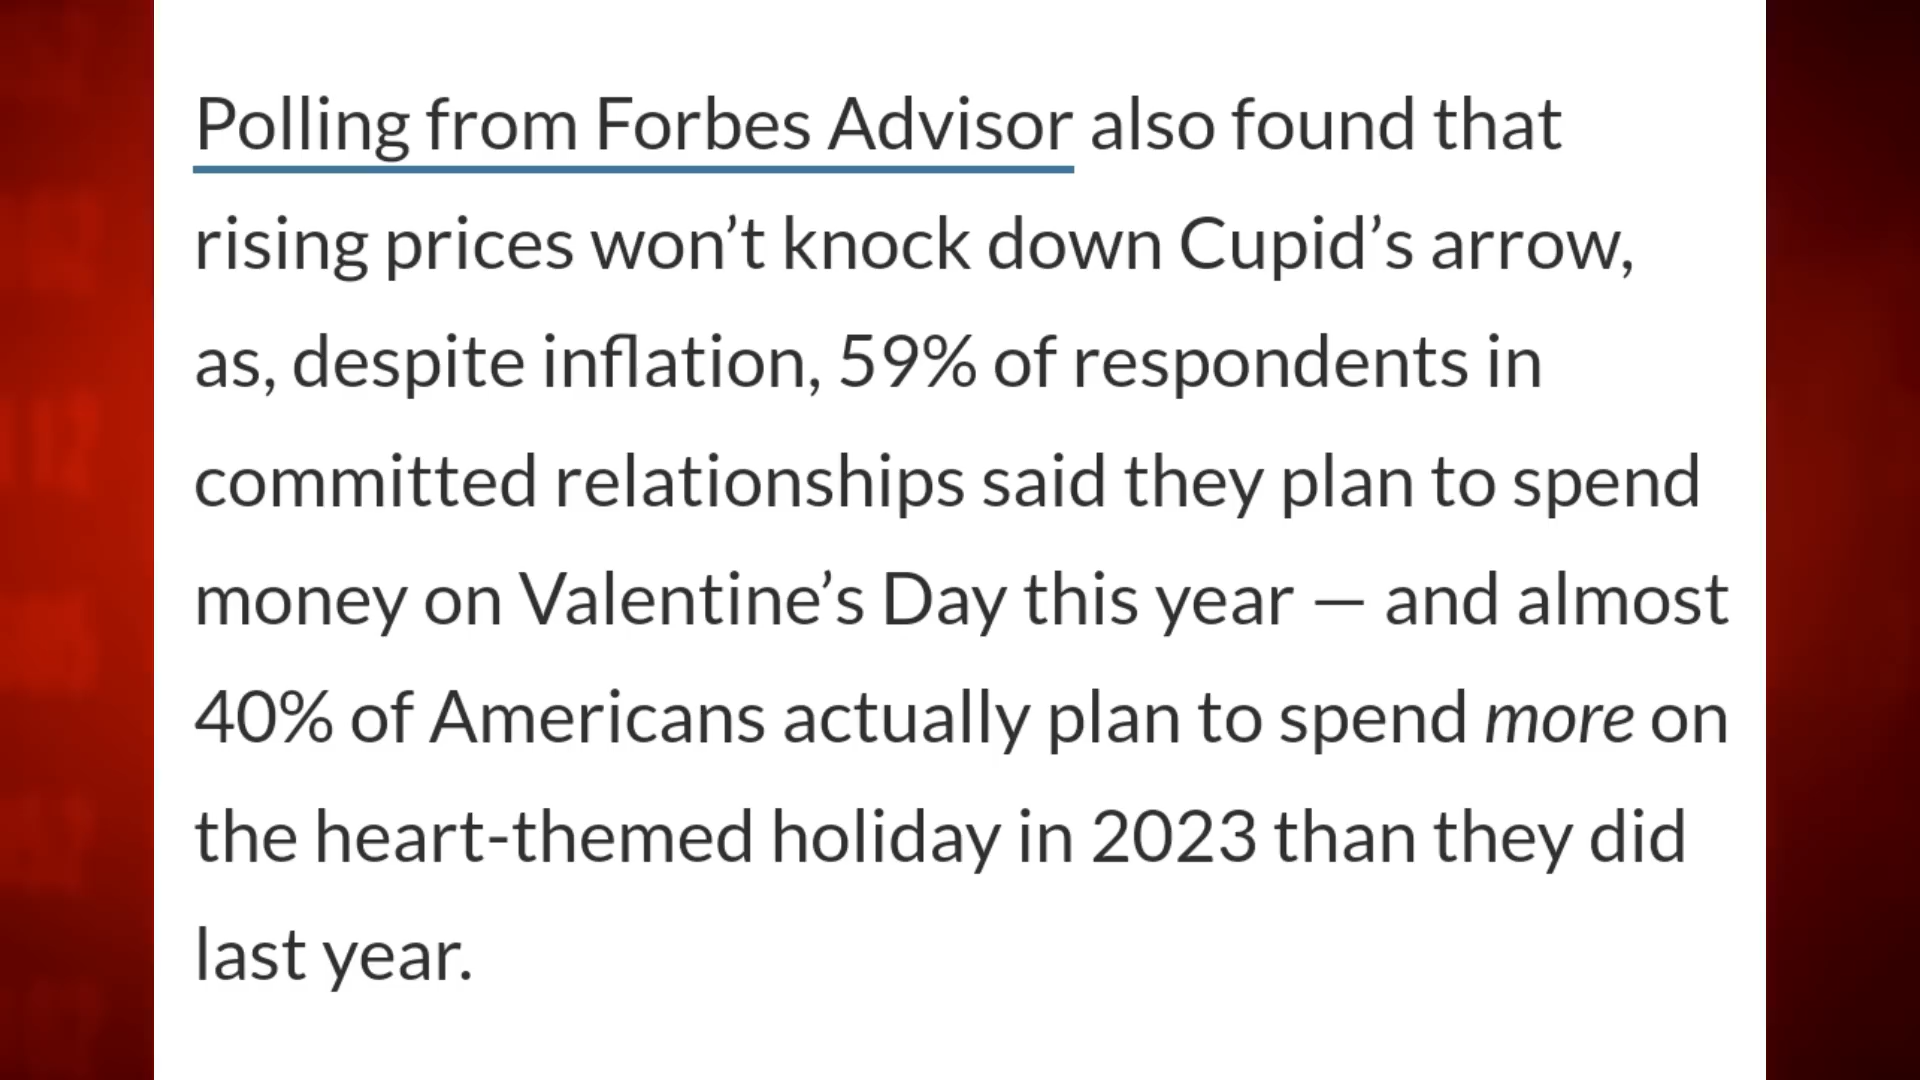 Polling from Forbes Advisor also found that
rising prices won’t knock down Cupid’s arrow,
as, despite inflation, 59% of respondents in
committed relationships said they plan to spend
money on Valentine’s Day this year — and almost
40% of Americans actually plan to spend more on
the heart-themed holiday in 2023 than they did
last year.